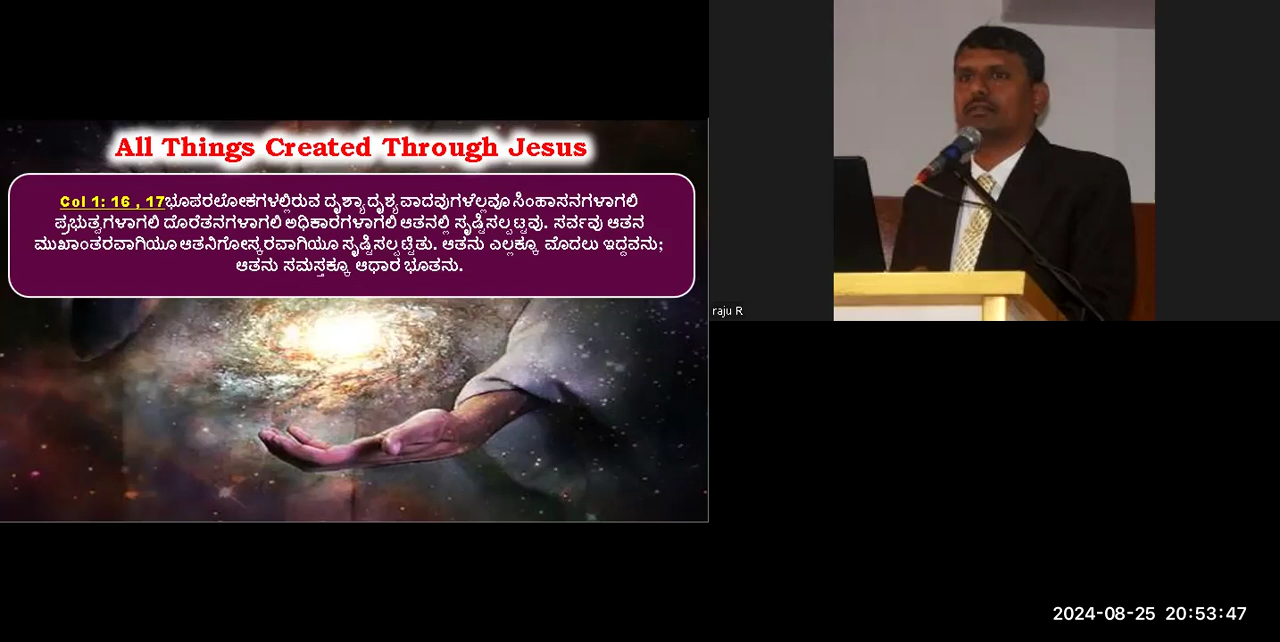 All Things Created Through Jesus
Col 1: 16 , 17ಭೂಪರಲೋಕಗಳಲ್ಲಿರುವ ದೃಶ್ಯಾದೃಶ್ಯವಾದವುಗಳೆಲ್ಲವೂ ಸಿಂಹಾಸನಗಳಾಗಲಿ
ಪ್ರಭುತ್ವಗಳಾಗಲಿ ದೊರೆತನಗಳಾಗಲಿ ಅಧಿಕಾರಗಳಾಗಲಿ ಆತನಲ್ಲಿ ಸೃಷ್ಟಿಸಲ್ಪಟ್ಟವು. ಸರ್ವವು ಆತನ
ಮುಖಾಂತರವಾಗಿಯೂ ಆತನಿಗೋಸ್ಕರವಾಗಿಯೂ ಸೃಷ್ಟಿಸಲ್ಪಟ್ಟಿತು. ಆತನು ಎಲ್ಲಕ್ಕೂ ಮೊದಲು ಇದ್ದವನು;
ಆತನು ಸಮಸ್ತಕ್ಕೂ ಆಧಾರ ಭೂತನು.
raju R
2024-08-25 20:53:47